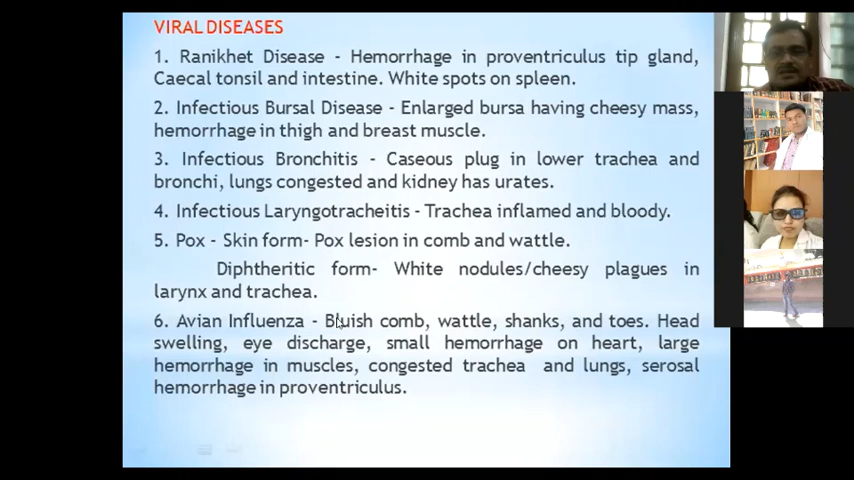 VIRAL DISEASES
1. Ranikhet Disease - Hemorrhage in proventriculus tip gland,
Caecal tonsil and intestine. White spots on spleen.
2. Infectious Bursal Disease - Enlarged bursa having cheesy mass,
hemorrhage in thigh and breast muscle.
3. Infectious Bronchitis - Caseous plug in lower trachea and
bronchi, lungs congested and kidney has urates.
4. Infectious Laryngotracheitis - Trachea inflamed and bloody.
5. Pox - Skin form- Pox lesion in comb and wattle.
Diphtheritic form- White nodules/cheesy plagues in
larynx and trachea.
6. Avian Influenza - Bluish comb, wattle, shanks, and toes. Head
swelling, eye discharge, small hemorrhage on heart, large
hemorrhage in muscles, congested trachea and lungs, serosal
hemorrhage in proventriculus.